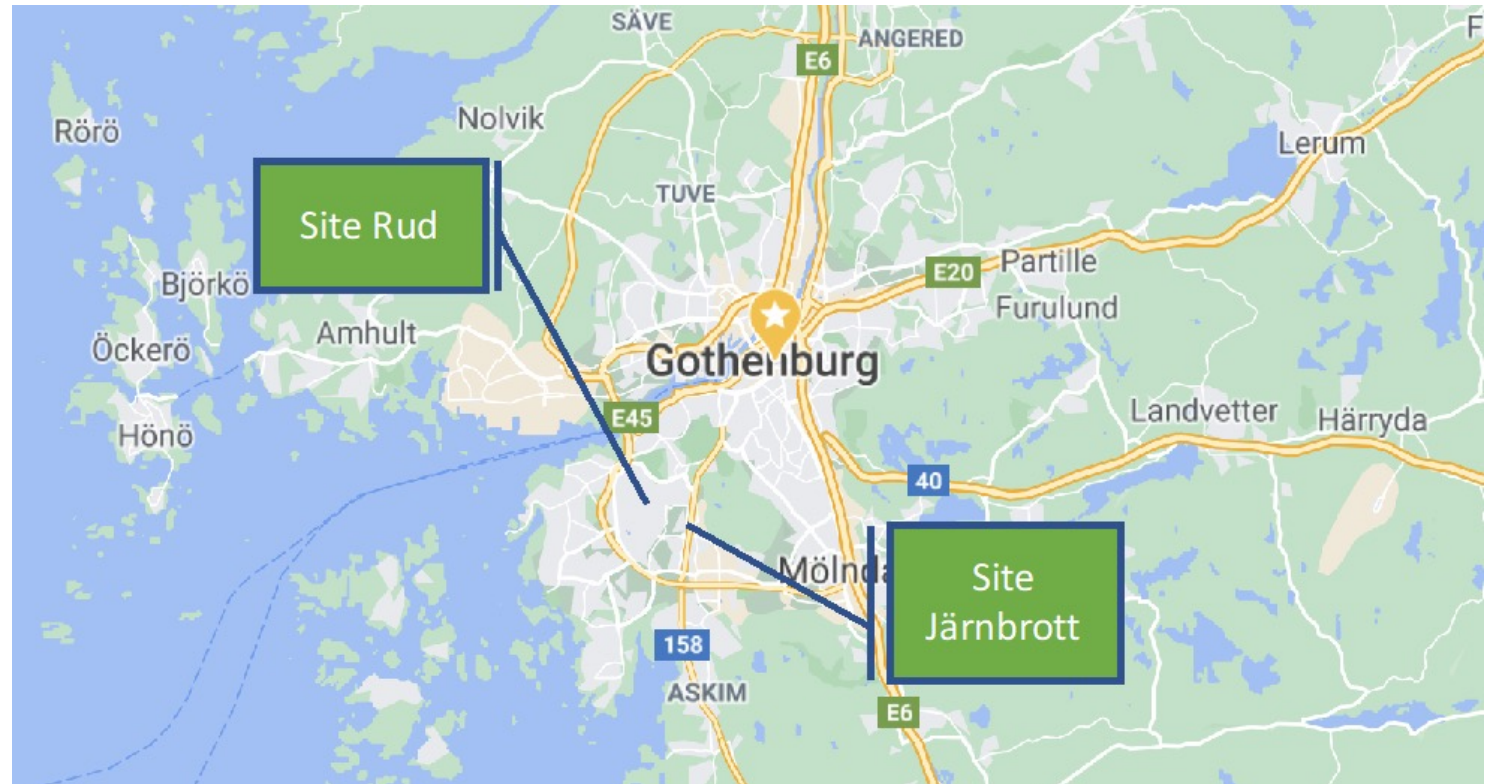 SÄVE
ANGERED
E6
Nolvik
Rörö
Lerum
TUVE
Site Rud
E20
Partille
Björkö
Furulund
Amhult
Öckerö
Gothenburg
E45
Landvetter
Härryda
Hönö
40
Mölnd
Site
Järnbrott
158
ASKIM
E6